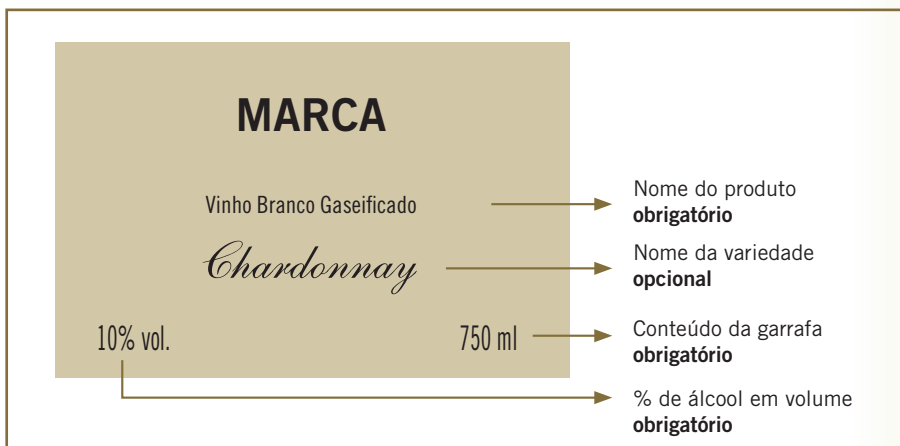 MARCA
Vinho Branco Gaseificado
Chardonnay
10% vol.
750 ml
Nome do produto
obrigatório
Nome da variedade
opcional
Conteúdo da garrafa
obrigatório
% de álcool em volume
obrigatório